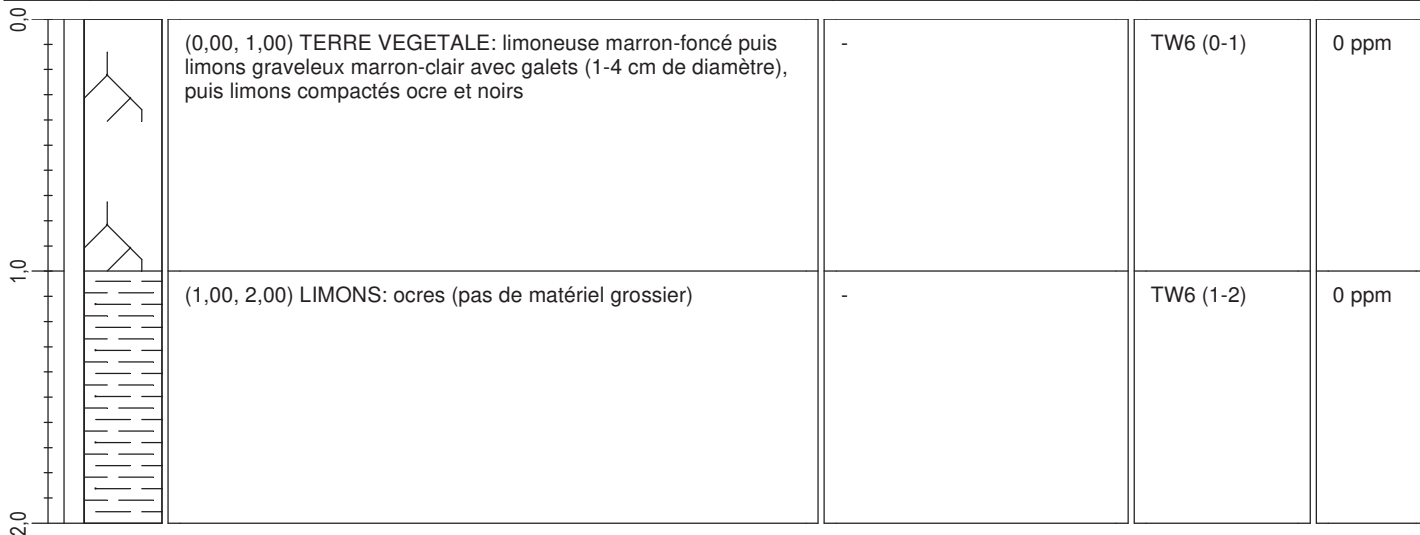 0,0
(0,00, 1,00) TERRE VEGETALE: limoneuse marron-foncé puis
limons graveleux marron-clair avec galets (1-4 cm de diamètre),
puis limons compactés ocre et noirs
-
TW6 (0-1)
0 ppm
1,0
(1,00, 2,00) LIMONS: ocres (pas de matériel grossier)
-
TW6 (1-2)
0 ppm
2,0